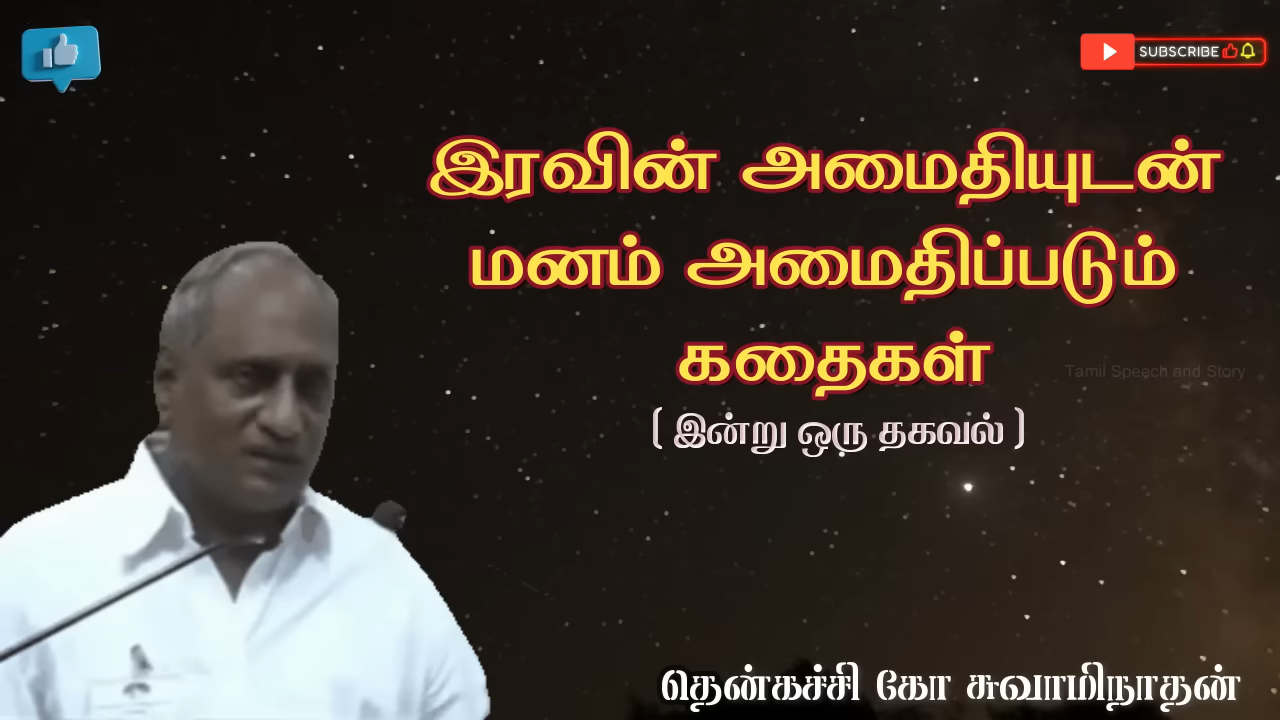 SUBSCRIBE
இரவின் அமைதியுடன்
மனம் அமைதிப்படும்
கதைகள்
Tamil Speech and Story
( இன்று ஒரு தகவல் )
தென்கச்சி கோ சுவாமிநாதன்